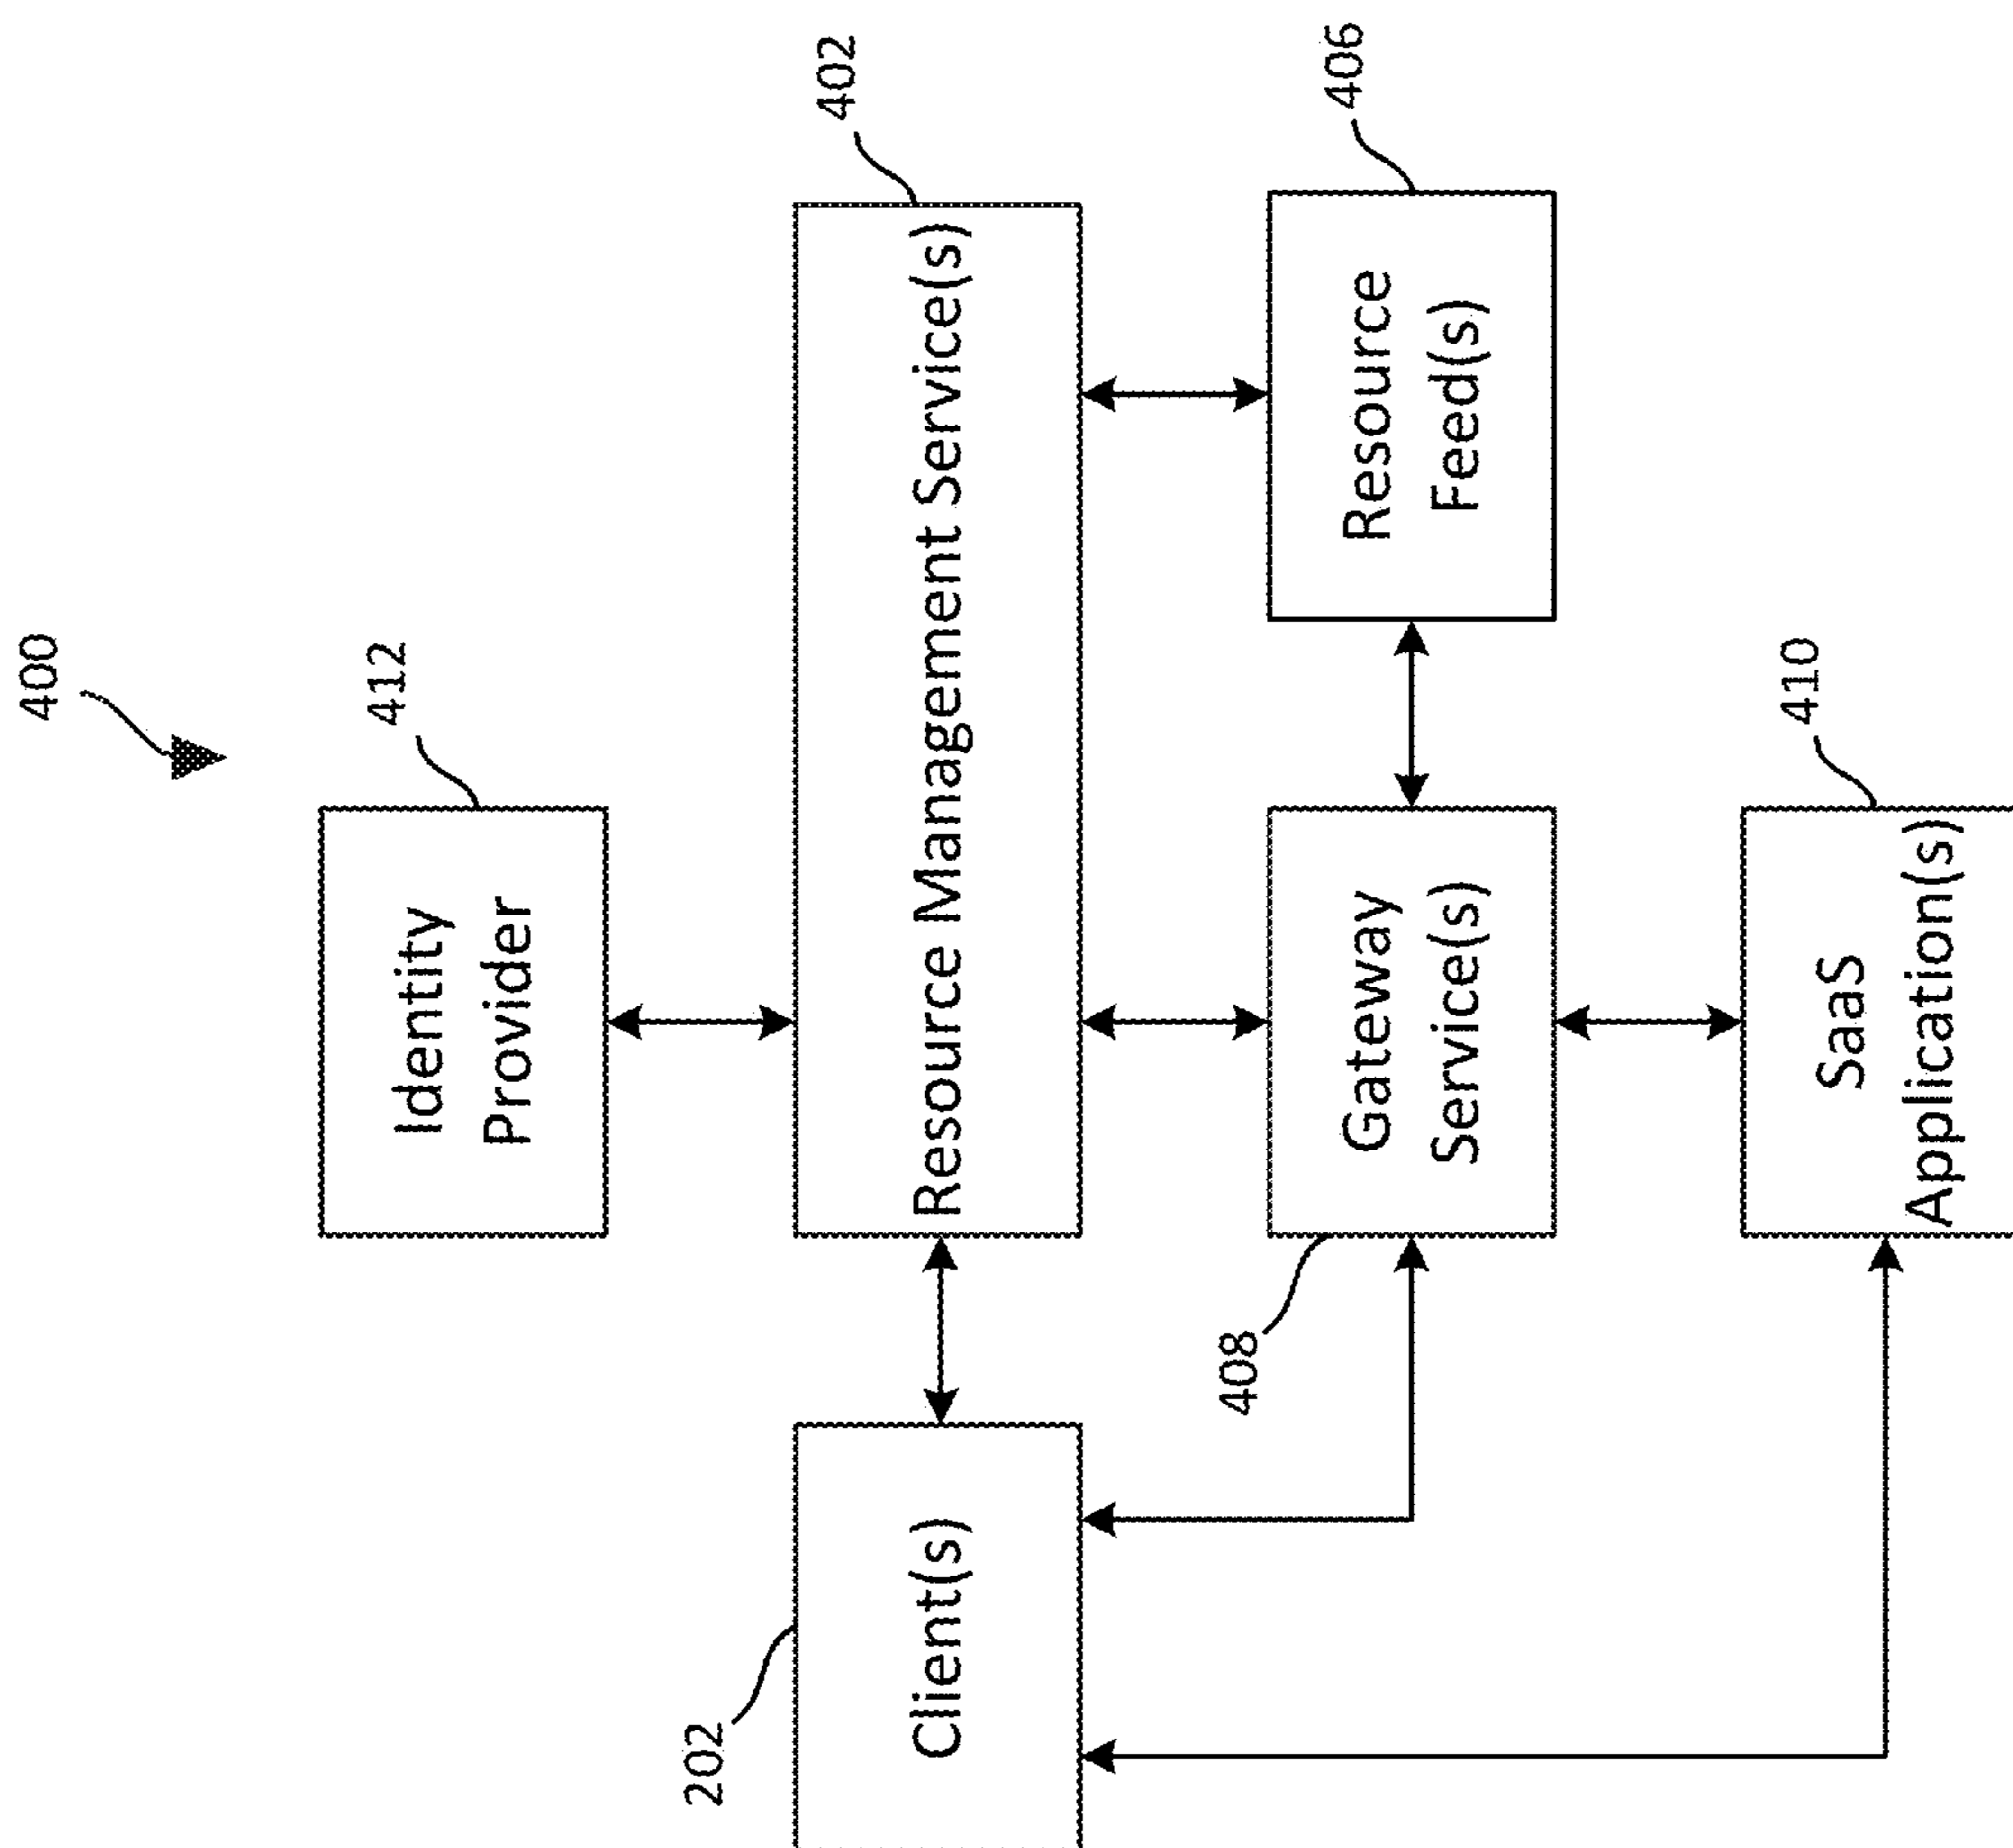 400
412
Identity
Provider
402
Resource Management Service(s)
202
Client(s)
406
Resource
Feed(s)
408
Gateway
Service(s)
410
SaaS
Application(s)